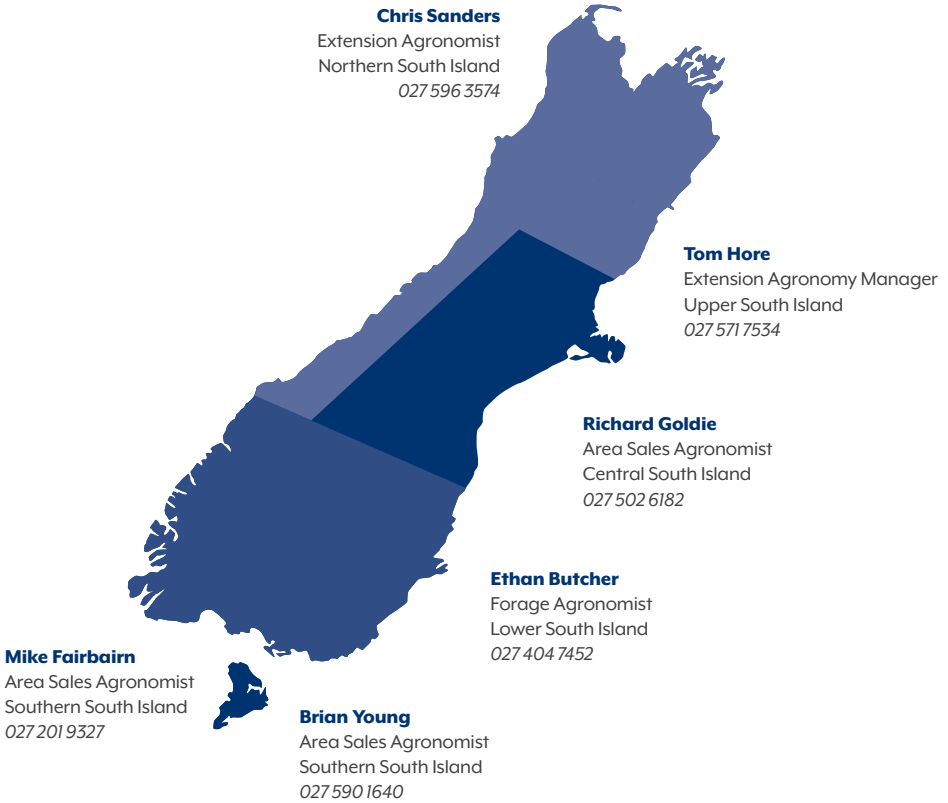 Chris Sanders
Extension Agronomist
Northern South Island
027 596 3574
Tom Hore
Extension Agronomy Manager
Upper South Island
027 571 7534
Richard Goldie
Area Sales Agronomist
Central South Island
027 502 6182
Ethan Butcher
Forage Agronomist
Lower South Island
027 404 7452
Mike Fairbairn
Area Sales Agronomist
Southern South Island
027 201 9327
Brian Young
Area Sales Agronomist
Southern South Island
027 590 1640